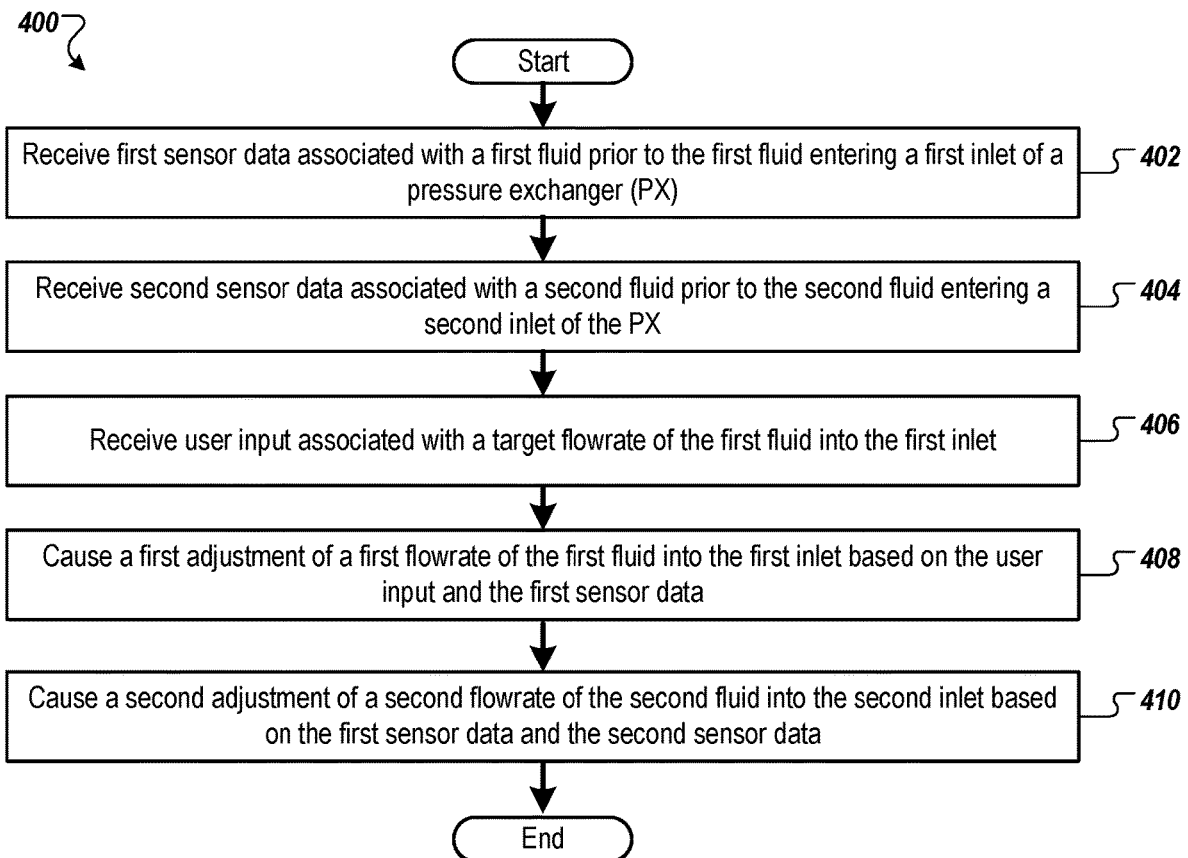 400
Start
Receive first sensor data associated with a first fluid prior to the first fluid entering a first inlet of a
pressure exchanger (PX)
402
Receive second sensor data associated with a second fluid prior to the second fluid entering a
second inlet of the PX
404
Receive user input associated with a target flowrate of the first fluid into the first inlet
406
Cause a first adjustment of a first flowrate of the first fluid into the first inlet based on the user
input and the first sensor data
408
Cause a second adjustment of a second flowrate of the second fluid into the second inlet based
on the first sensor data and the second sensor data
410
End